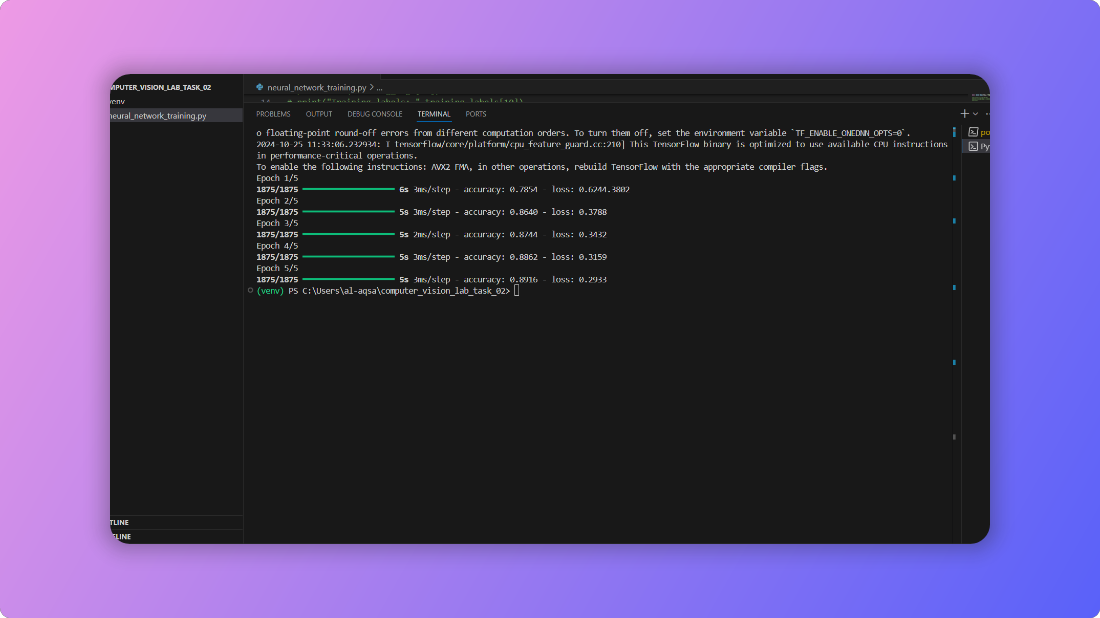 MPUTER_VISION_LAB_TASK_02
venv
neural_network_training.py
neural_network_training.py > ...
14 # print("Training labels: ", training_labels[10])
PROBLEMS OUTPUT DEBUG CONSOLE TERMINAL PORTS
o floating-point round-off errors from different computation orders. To turn them off, set the environment variable `TF_ENABLE_ONEDNN_OPTS=0`.
2024-10-25 11:33:06.232934: I tensorflow/core/platform/cpu_feature_guard.cc:210] This TensorFlow binary is optimized to use available CPU instructions
in performance-critical operations.
To enable the following instructions: AVX2 FMA, in other operations, rebuild TensorFlow with the appropriate compiler flags.
Epoch 1/5
1875/1875 6s 3ms/step - accuracy: 0.7854 - loss: 0.6244.3802
Epoch 2/5
1875/1875 5s 3ms/step - accuracy: 0.8640 - loss: 0.3788
Epoch 3/5
1875/1875 5s 2ms/step - accuracy: 0.8744 - loss: 0.3432
Epoch 4/5
1875/1875 5s 3ms/step - accuracy: 0.8862 - loss: 0.3159
Epoch 5/5
1875/1875 5s 3ms/step - accuracy: 0.8916 - loss: 0.2933
(venv) PS C:\Users\al-aqsa\computer_vision_lab_task_02>
po
Py
TLINE
ELINE